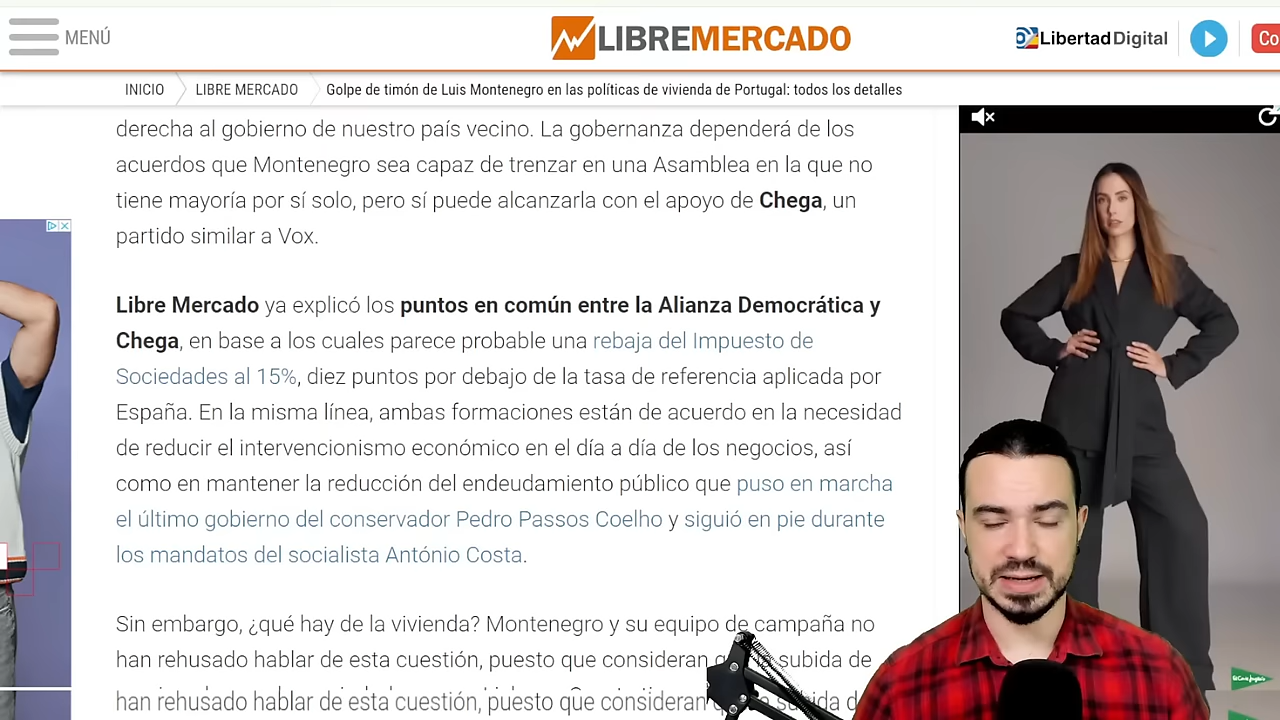 MENÚ
LIBREMERCADO
LibertadDigital
Co
INICIO
LIBRE MERCADO
Golpe de timón de Luis Montenegro en las políticas de vivienda de Portugal: todos los detalles
derecha al gobierno de nuestro país vecino. La gobernanza dependerá de los
acuerdos que Montenegro sea capaz de trenzar en una Asamblea en la que no
tiene mayoría por sí solo, pero sí puede alcanzarla con el apoyo de Chega, un
partido similar a Vox.
Libre Mercado ya explicó los puntos en común entre la Alianza Democrática y
Chega, en base a los cuales parece probable una rebaja del Impuesto de
Sociedades al 15%, diez puntos por debajo de la tasa de referencia aplicada por
España. En la misma línea, ambas formaciones están de acuerdo en la necesidad
de reducir el intervencionismo económico en el día a día de los negocios, así
como en mantener la reducción del endeudamiento público que puso en marcha
el último gobierno del conservador Pedro Passos Coelho y siguió en pie durante
los mandatos del socialista António Costa.
Sin embargo, ¿qué hay de la vivienda? Montenegro y su equipo de campaña no
han rehusado hablar de esta cuestión, puesto que consideran subida de
han rehusado hablar de esta cuestión, puesto que consideran subida
El Corte Inglés